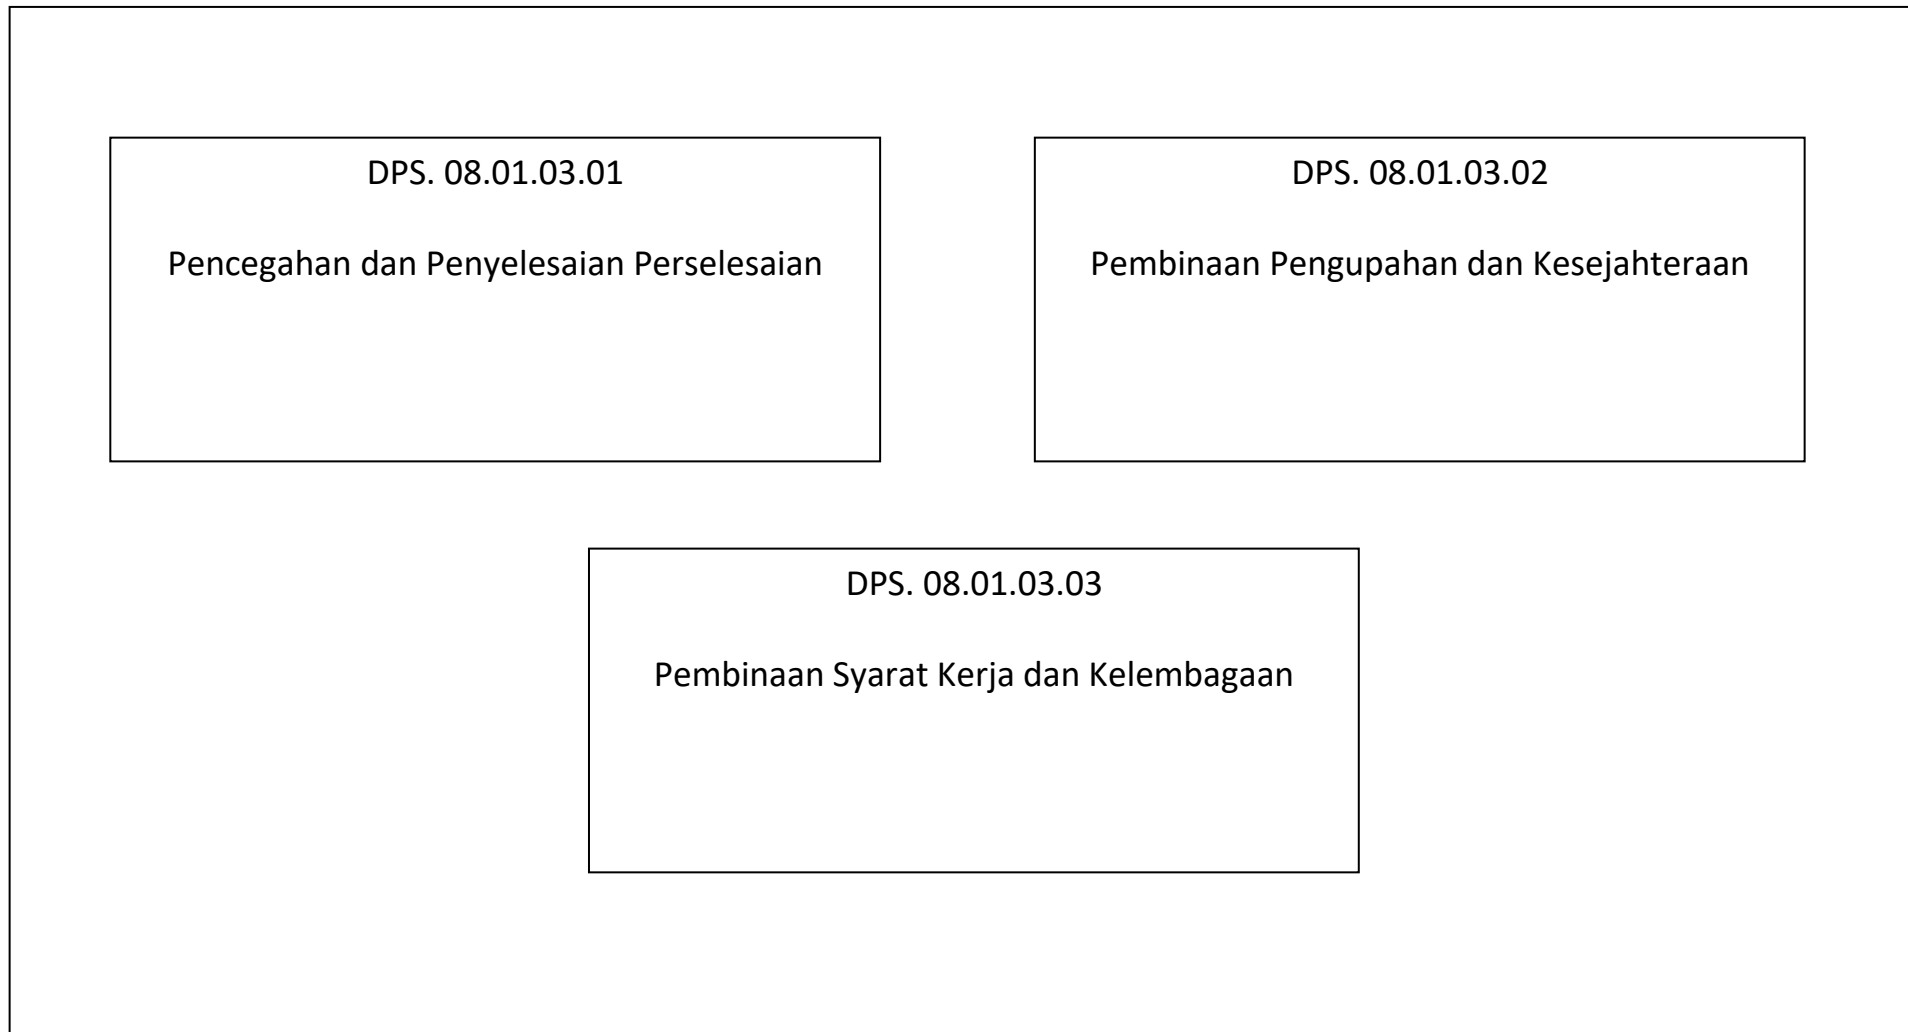 DPS. 08.01.03.01
Pencegahan dan Penyelesaian Perselesaian
DPS. 08.01.03.02
Pembinaan Pengupahan dan Kesejahteraan
DPS. 08.01.03.03
Pembinaan Syarat Kerja dan Kelembagaan